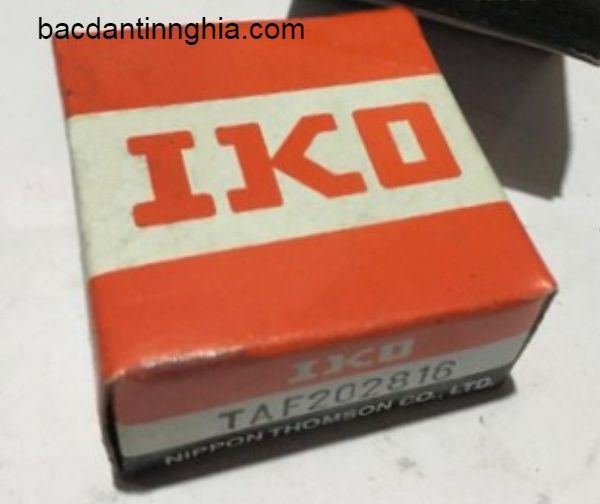 bacdantinnghia.com
IKO
IKO
TAF202816
NIPPON THOMSON CO., LTD.